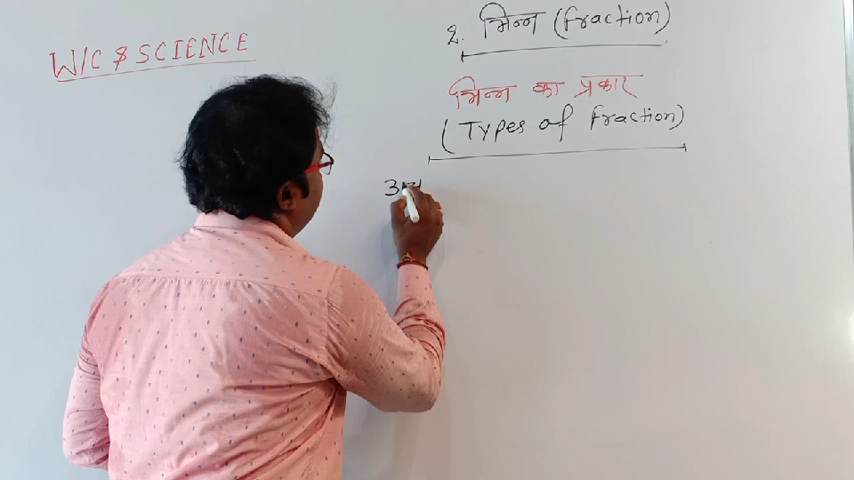 W/C $ SCIENCE
2. भिन्न (fraction)
भिन्न का प्रकार
(Types of fraction)